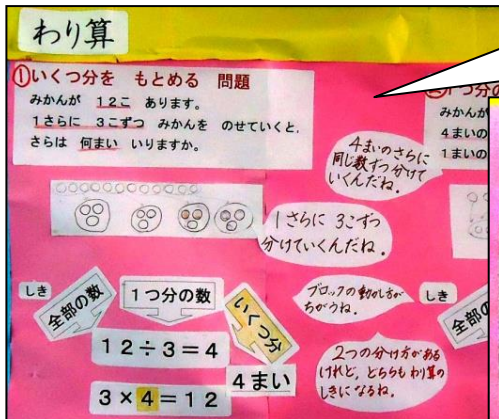 わり算
①いくつ分を もとめる 問題
みかんが 12こ あります。
1さらに 3こずつ みかんを のせていくと,
さらは 何まい いりますか。
1さらに 3こずつ
分けていくんだね。
しき
全部の数
1つ分の数
いくつ分
12÷3=4
4まい
3×4=12
4まいのさらに
同じ数ずつ分けて
いくんだね。
ブロックの動かし方が
ちがうね。
2つの分け方がある
けれど,どちらもわり算の
しきになるね。
つ分の
みかんが
4まいの
1まいの
しき
全部の